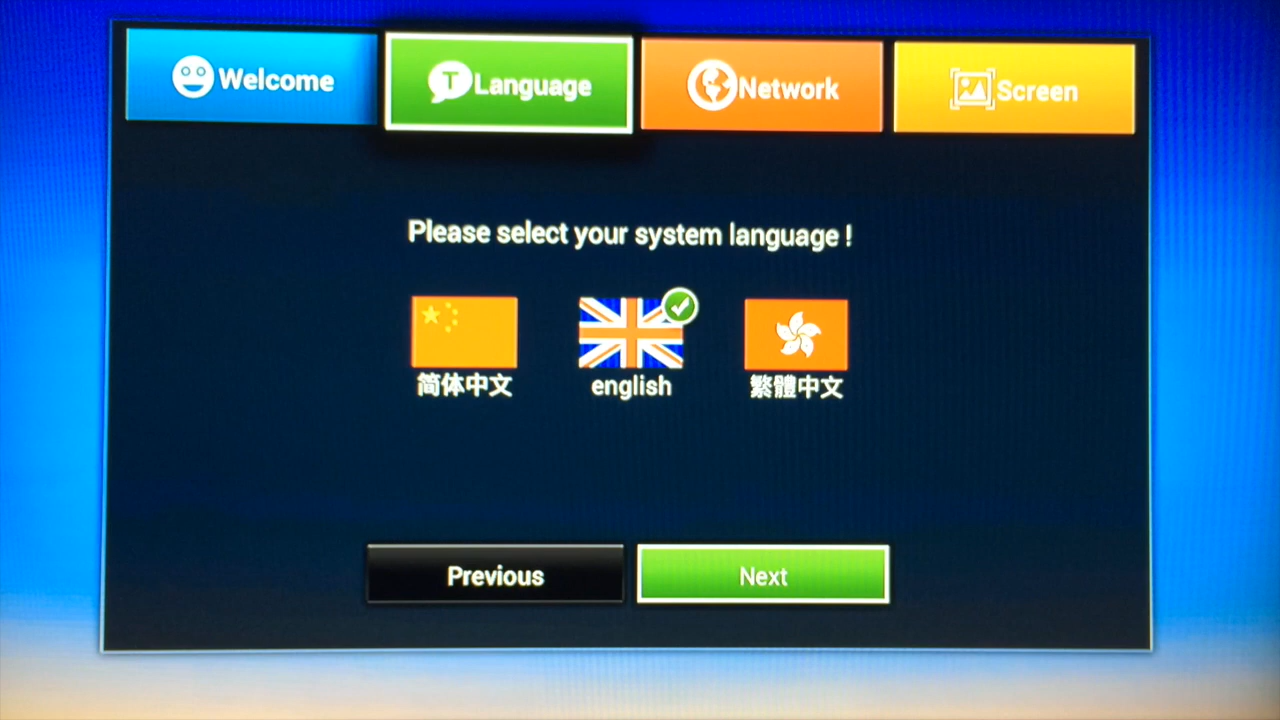 Welcome
Language
Network
Screen
Please select your system language !
简体中文
english
繁體中文
Previous
Next